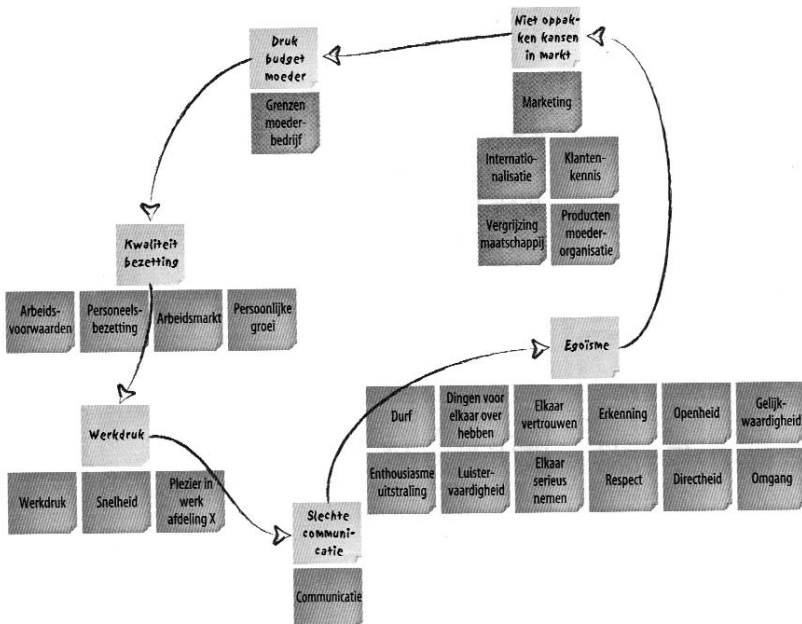 Niet oppak-
ken kansen
in markt
Marketing
Internatio-
nalisatie
Klanten-
kennis
Vergrijzing
maatschappij
Producten
moeder-
organisatie
Druk
budget
moeder
Grenzen
moeder-
bedrijf
Kwaliteit
bezetting
Arbeids-
voorwaarden
Personeels-
bezetting
Arbeidsmarkt
Persoonlijke
groei
Werkdruk
Werkdruk
Snelheid
Plezier in
werk
afdeling X
Slechte
communi-
catie
Communicatie
Egoïsme
Durf
Dingen voor
elkaar over
hebben
Elkaar
vertrouwen
Erkenning
Openheid
Gelijk-
waardigheid
Enthousiasme
uitstraling
Luister-
vaardigheid
Elkaar
serieus
nemen
Respect
Directheid
Omgang